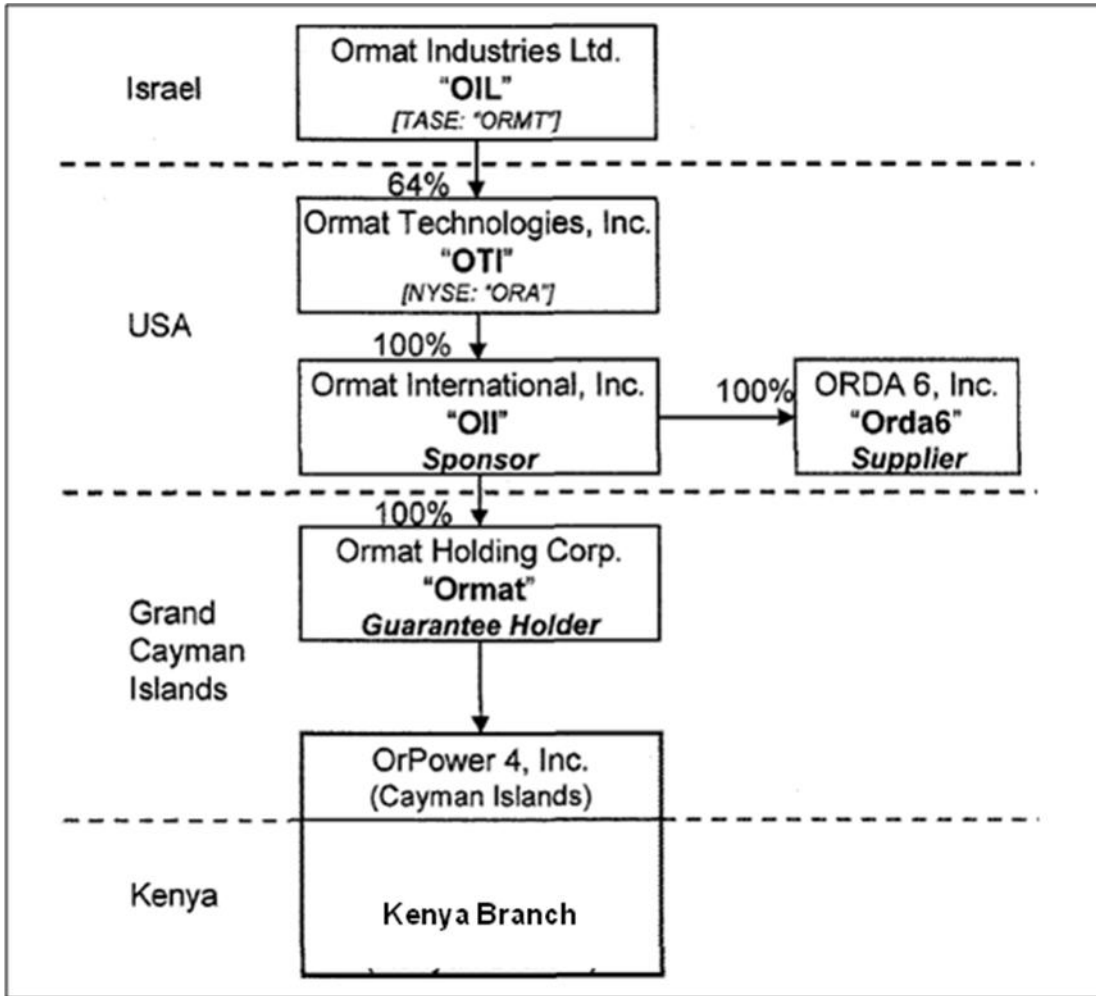 Israel
Ormat Industries Ltd.
"OIL"
[TASE: "ORMT"]
64%
USA
Ormat Technologies, Inc.
"OTI"
[NYSE: "ORA"]
100%
Ormat International, Inc.
"OII"
Sponsor
100%
ORDA 6, Inc.
"Orda6"
Supplier
100%
Grand
Cayman
Islands
Ormat Holding Corp.
"Ormat"
Guarantee Holder
OrPower 4, Inc.
(Cayman Islands)
Kenya
Kenya Branch